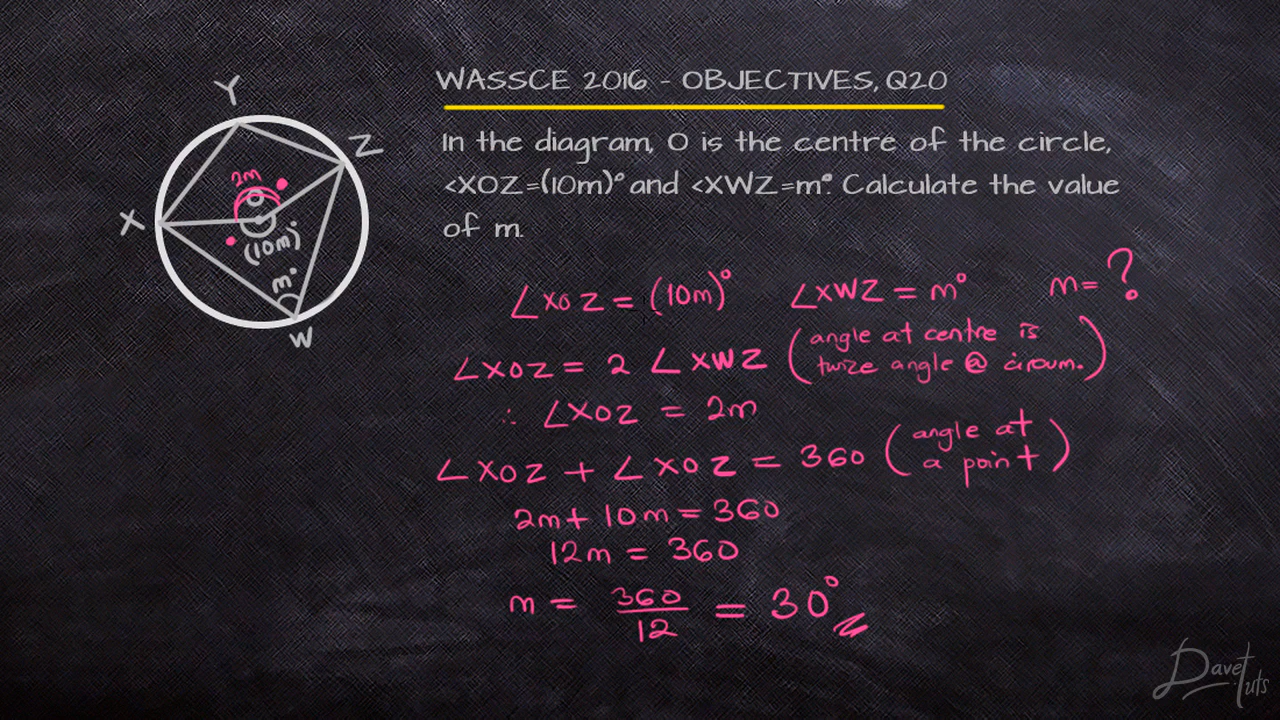 WASSCE 2016 - OBJECTIVES, Q20
In the diagram, O is the centre of the circle,
<XOZ=(10m)° and <XWZ=m°. Calculate the value
of m.
Y
Z
X
2m
O
(10m)°
m°
W
∠XOZ = (10m)° ∠XWZ = m° m = ?
∠XOZ = 2 ∠XWZ (angle at centre is
twize angle @ circum.)
∴ ∠XOZ = 2m
∠XOZ + ∠XOZ = 360 (angle at
a point)
2m + 10m = 360
12m = 360
m = 360/12 = 30°
Davet
tuts